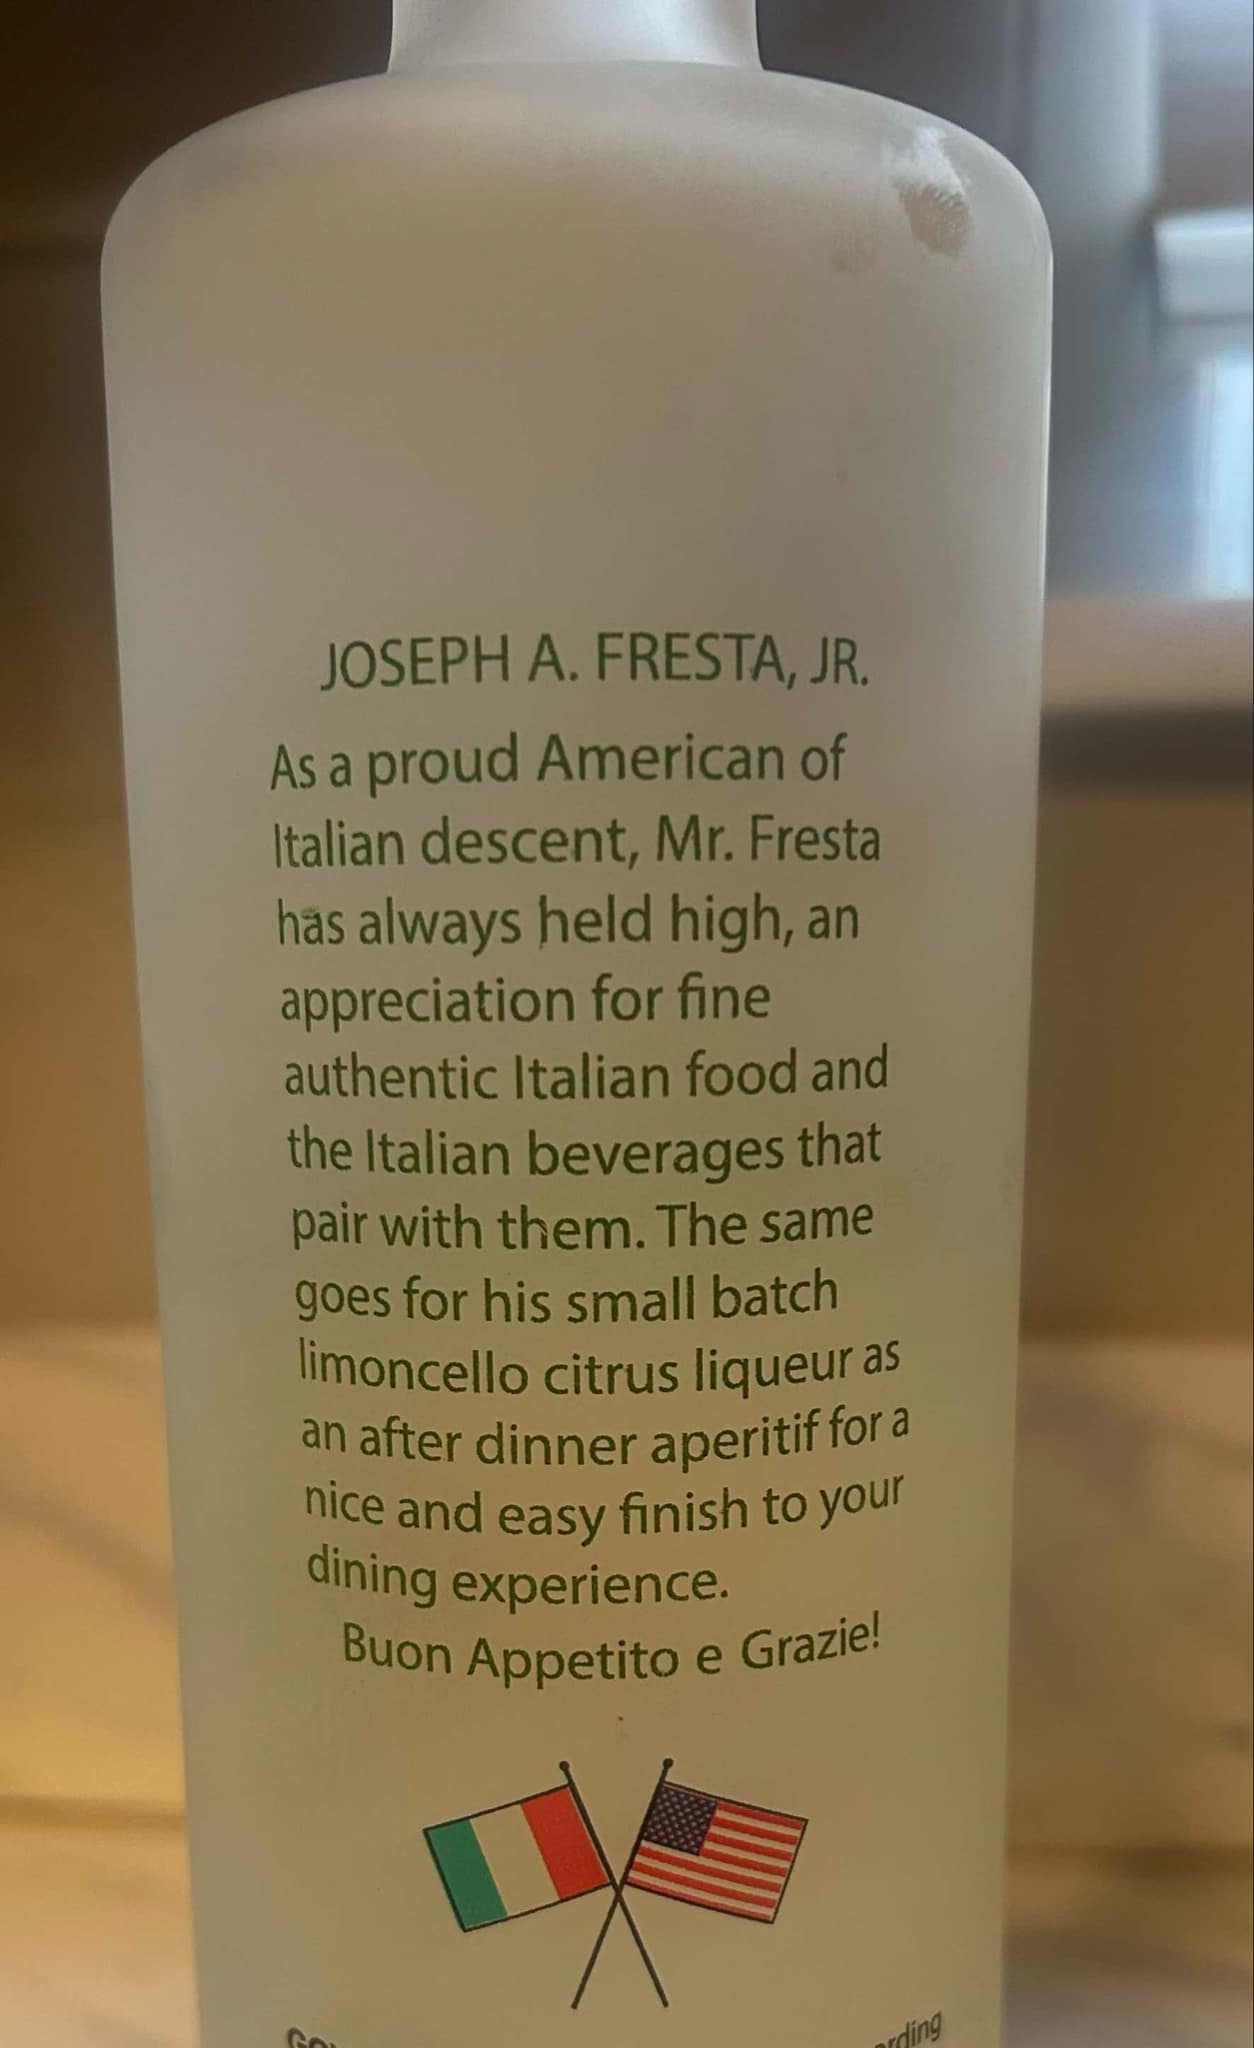 JOSEPH A. FRESTA, JR.
As a proud American of
Italian descent, Mr. Fresta
has always held high, an
appreciation for fine
authentic Italian food and
the Italian beverages that
pair with them. The same
goes for his small batch
limoncello citrus liqueur as
an after dinner aperitif for a
nice and easy finish to your
dining experience.
Buon Appetito e Grazie!